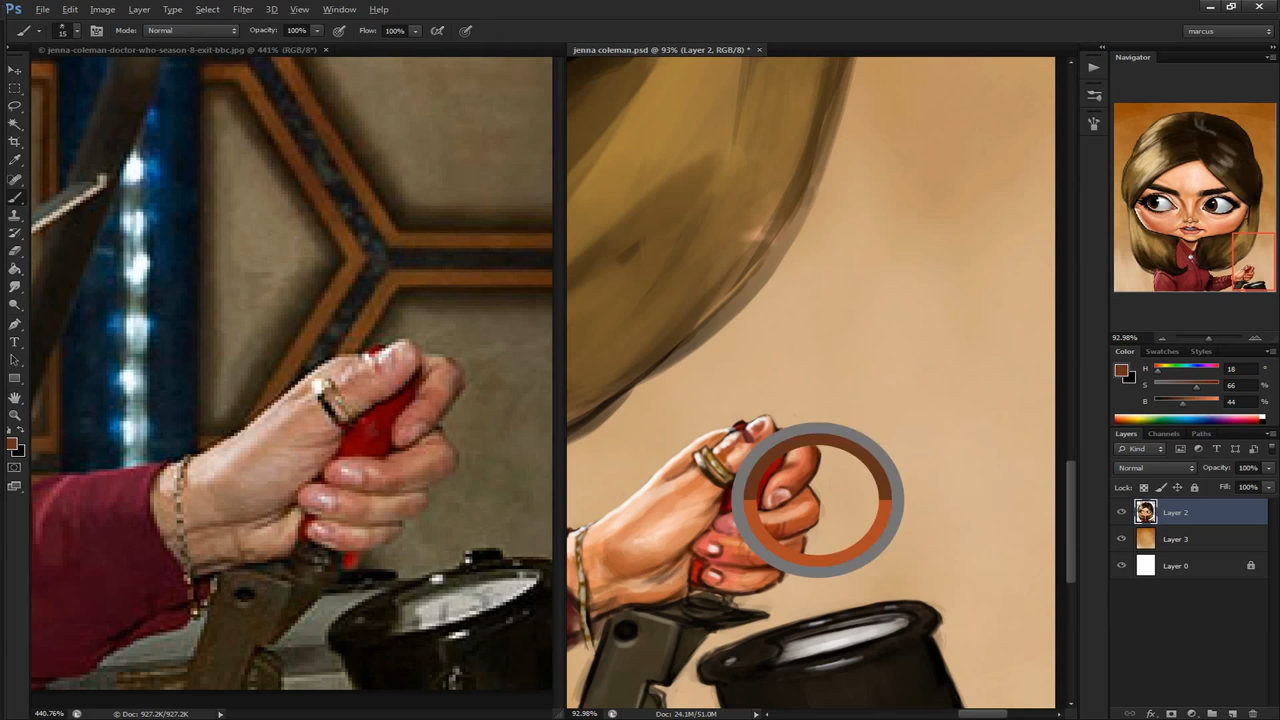 Ps File Edit Image Layer Type Select Filter 3D View Window Help
15 Mode: Normal Opacity: 100% Flow: 100% marcus
© jenna-coleman-doctor-who-season-8-exit-bbc.jpg @ 441% (RGB/8*) ×
jenna coleman.psd @ 93% (Layer 2, RGB/8) * ×
Navigator
92.98%
Color Swatches Styles
H 18 °
S 66 %
B 44 %
Layers Channels Paths
Kind
Normal Opacity: 100%
Lock: Fill: 100%
Layer 2
Layer 3
Layer 0
440.76% © Doc: 927.2K/927.2K
92.98% Doc: 24.1M/51.0M
fx